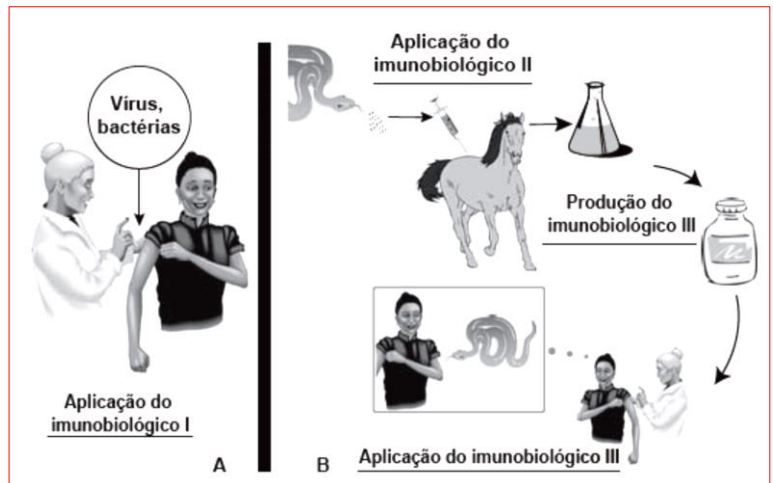 Vírus,
bactérias
Aplicação do
imunobiológico I
A
Aplicação do
imunobiológico II
Produção do
imunobiológico III
B
Aplicação do imunobiológico III